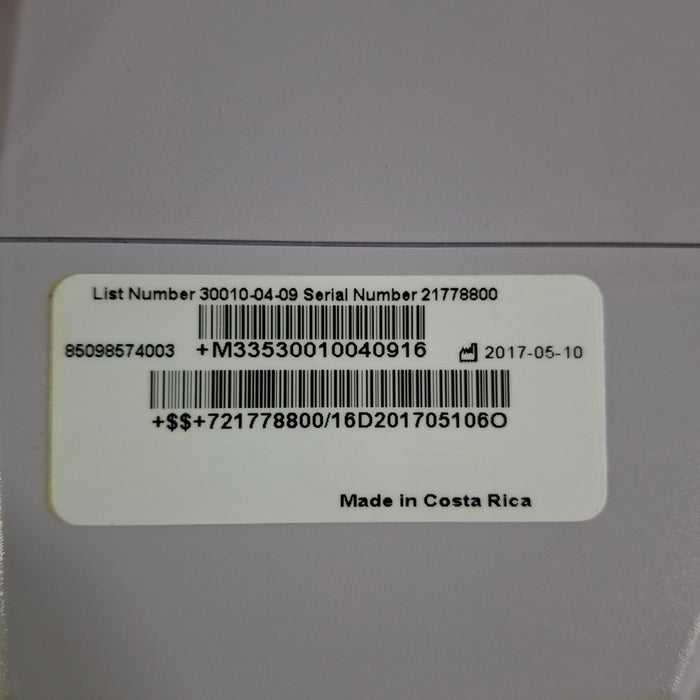 List Number 30010-04-09 Serial Number 21778800
85098574003 +M33530010040916 2017-05-10
+$$+721778800/16D201705106O
Made in Costa Rica